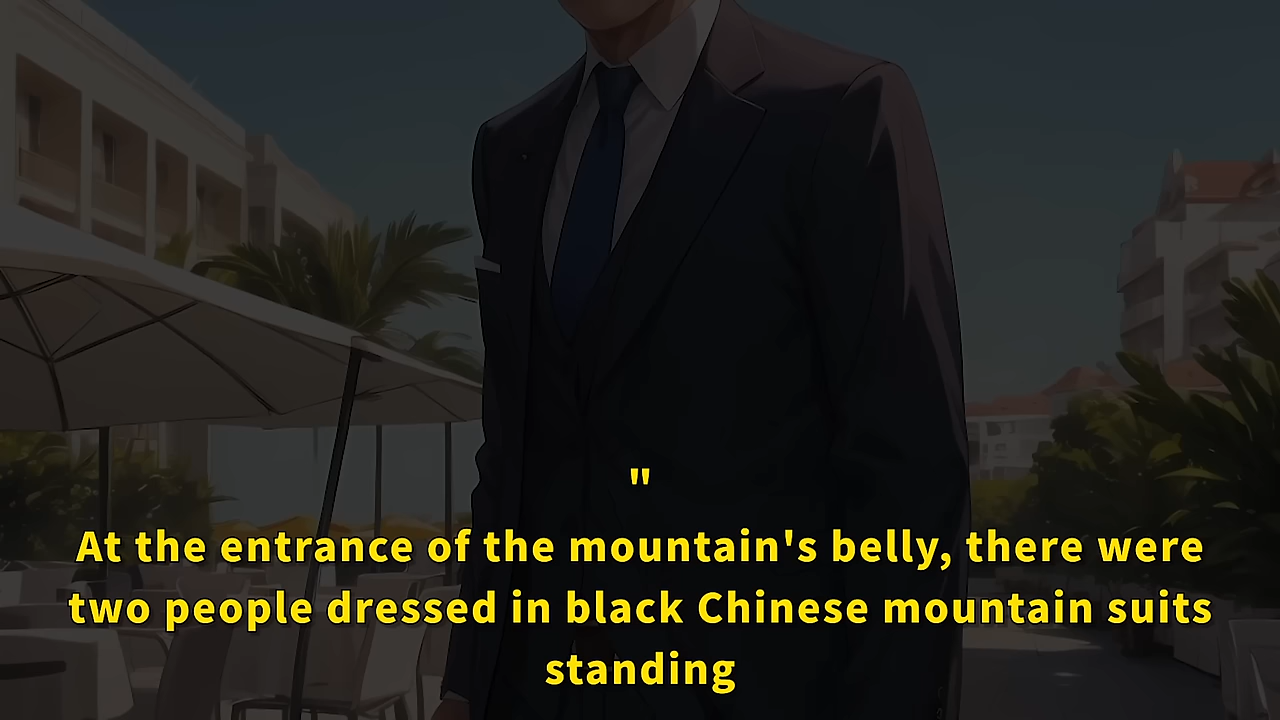 "
At the entrance of the mountain's belly, there were
two people dressed in black Chinese mountain suits
standing